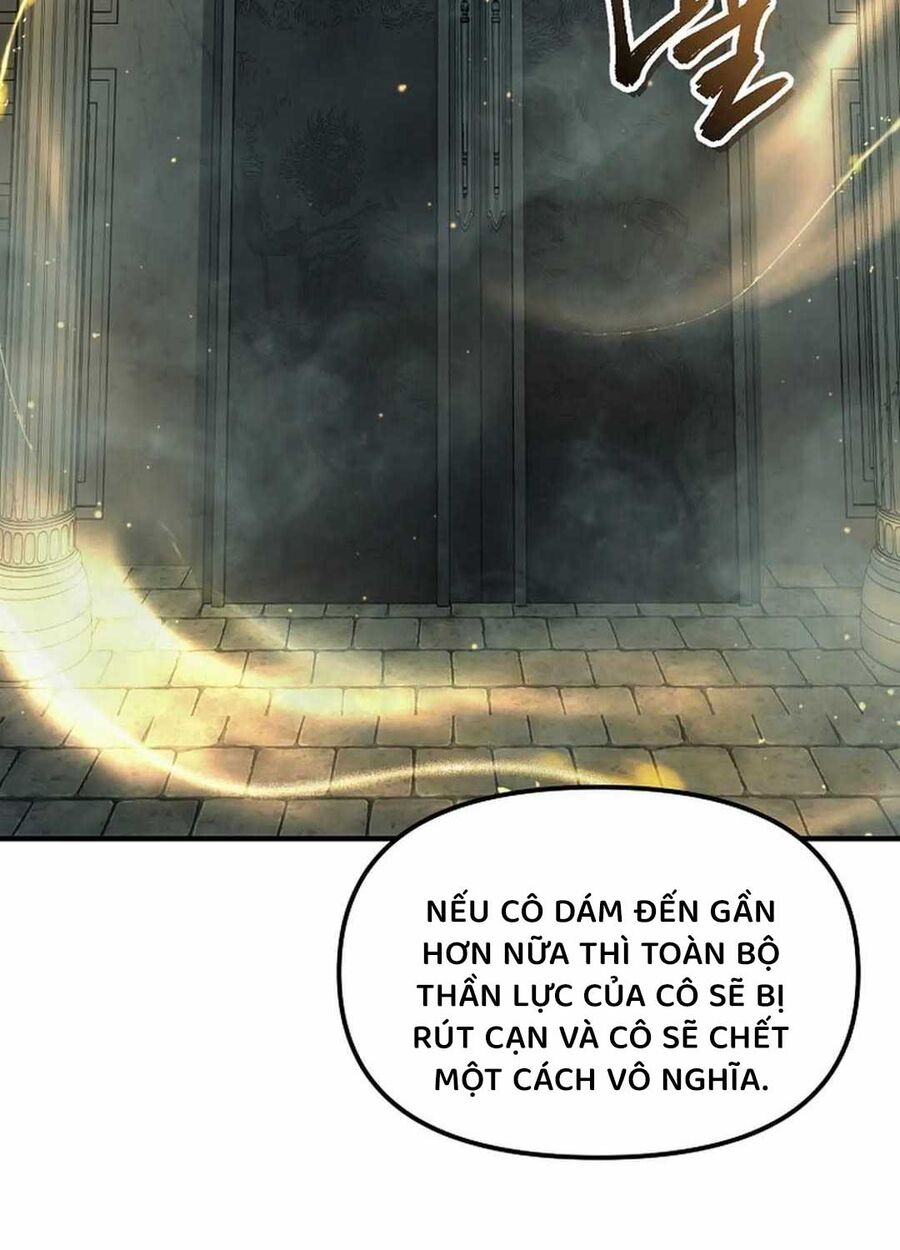 NẾU CÔ DÁM ĐẾN GẦN
HƠN NỮA THÌ TOÀN BỘ
THẦN LỰC CỦA CÔ SẼ BỊ
RÚT CẠN VÀ CÔ SẼ CHẾT
MỘT CÁCH VÔ NGHĨA.